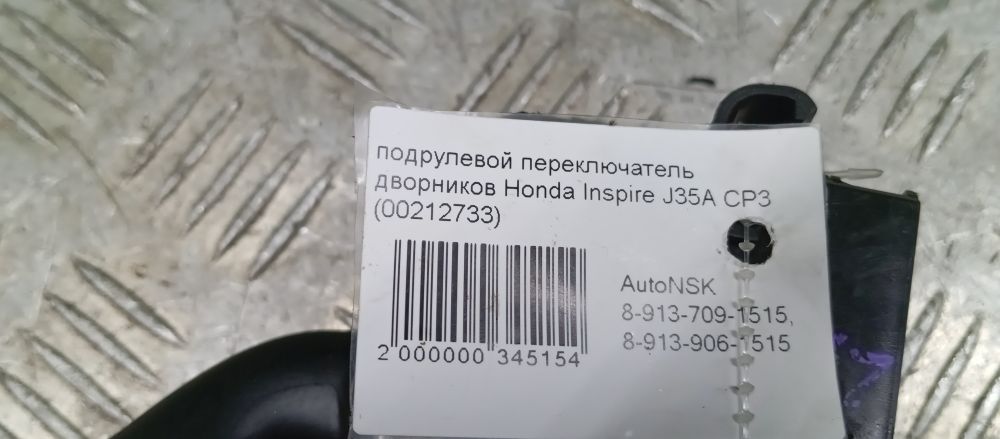 подрулевой переключатель
дворников Honda Inspire J35A CP3
(00212733)
2 000000 345154
AutoNSK
8-913-709-1515,
8-913-906-1515